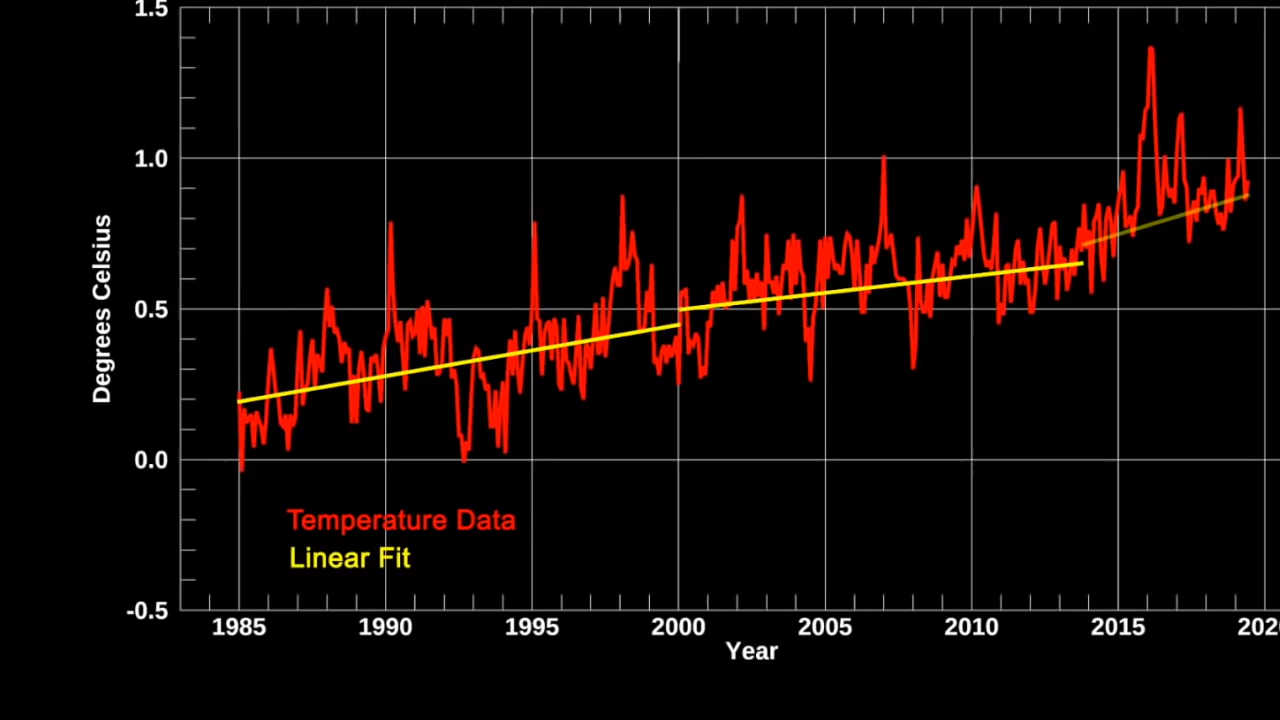 1.5
1.0
0.5
0.0
-0.5
Degrees Celsius
Temperature Data
Linear Fit
1985 1990 1995 2000 2005 2010 2015 202
Year